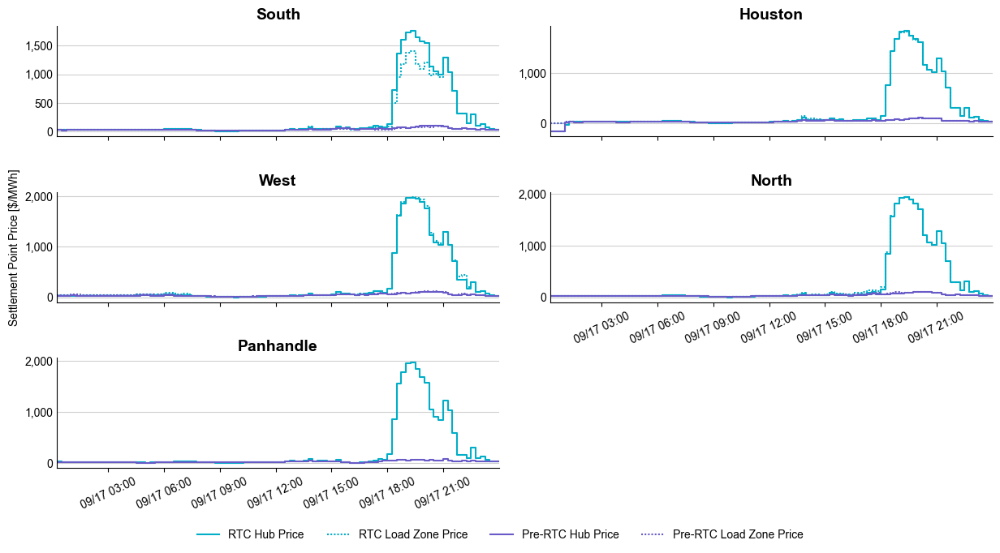 South
1,500
1,000
500
0
Houston
1,000
0
Settlement Point Price [$/MWh]
West
2,000
1,000
0
North
2,000
1,000
0
09/17 03:00
09/17 06:00
09/17 09:00
09/17 12:00
09/17 15:00
09/17 18:00
09/17 21:00
Panhandle
2,000
1,000
0
09/17 03:00
09/17 06:00
09/17 09:00
09/17 12:00
09/17 15:00
09/17 18:00
09/17 21:00
RTC Hub Price
RTC Load Zone Price
Pre-RTC Hub Price
Pre-RTC Load Zone Price